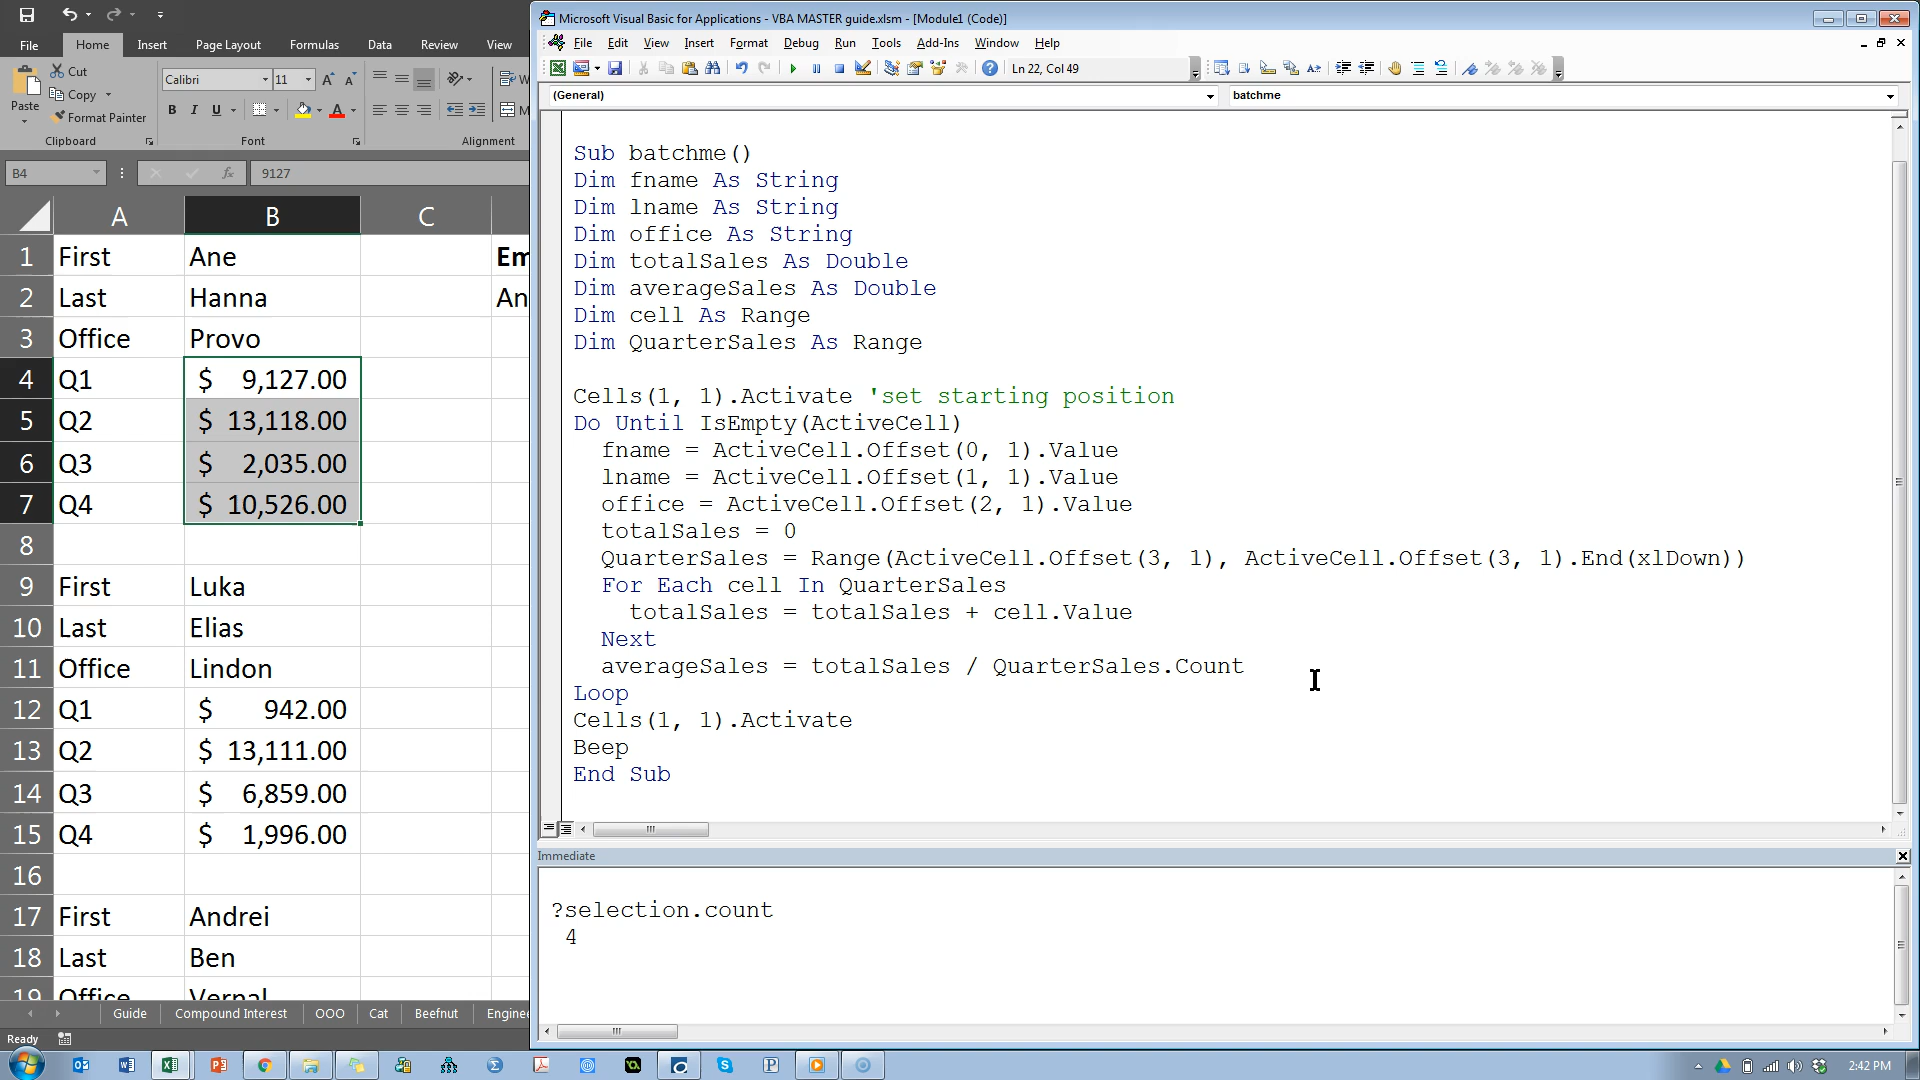 File
Home
Insert
Page Layout
Formulas
Data
Review
View
Paste
Cut
Copy
Format Painter
Clipboard
Calibri
11
B I U
Font
Alignment
B4
fx
9127
A B C
1 First Ane
2 Last Hanna
3 Office Provo
4 Q1 $ 9,127.00
5 Q2 $ 13,118.00
6 Q3 $ 2,035.00
7 Q4 $ 10,526.00
8
9 First Luka
10 Last Elias
11 Office Lindon
12 Q1 $ 942.00
13 Q2 $ 13,111.00
14 Q3 $ 6,859.00
15 Q4 $ 1,996.00
16
17 First Andrei
18 Last Ben
19 Office Vernal
Guide
Compound Interest
OOO
Cat
Beefnut
Ready
Microsoft Visual Basic for Applications - VBA MASTER guide.xlsm - [Module1 (Code)]
File Edit View Insert Format Debug Run Tools Add-Ins Window Help
Ln 22, Col 49
(General)
batchme
Sub batchme()
Dim fname As String
Dim lname As String
Dim office As String
Dim totalSales As Double
Dim averageSales As Double
Dim cell As Range
Dim QuarterSales As Range
Cells(1, 1).Activate 'set starting position
Do Until IsEmpty(ActiveCell)
fname = ActiveCell.Offset(0, 1).Value
lname = ActiveCell.Offset(1, 1).Value
office = ActiveCell.Offset(2, 1).Value
totalSales = 0
QuarterSales = Range(ActiveCell.Offset(3, 1), ActiveCell.Offset(3, 1).End(xlDown))
For Each cell In QuarterSales
totalSales = totalSales + cell.Value
Next
averageSales = totalSales / QuarterSales.Count
Loop
Cells(1, 1).Activate
Beep
End Sub
Immediate
?selection.count
4
2:42 PM